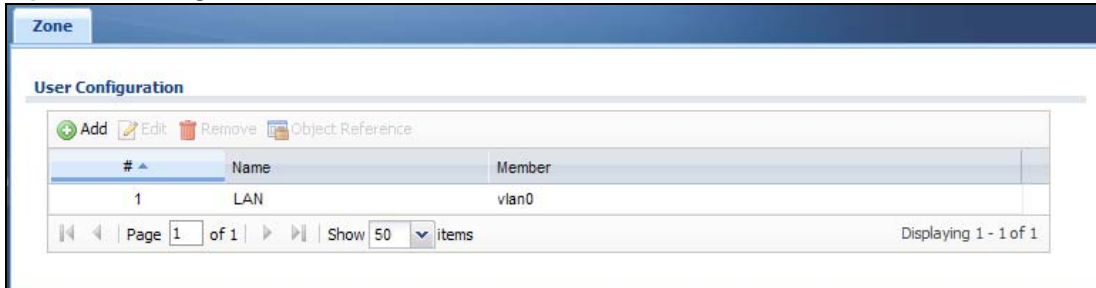 Zone
User Configuration
Add Edit Remove Object Reference
# Name Member
1 LAN vlan0
Page 1 of 1 Show 50 items Displaying 1 - 1 of 1